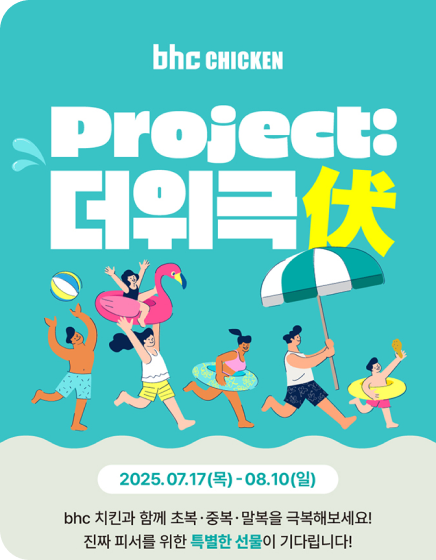 bhc CHICKEN
Project:
더위극伏
2025.07.17(목) - 08.10(일)
bhc 치킨과 함께 초복·중복·말복을 극복해보세요!
진짜 피서를 위한 특별한 선물이 기다립니다!